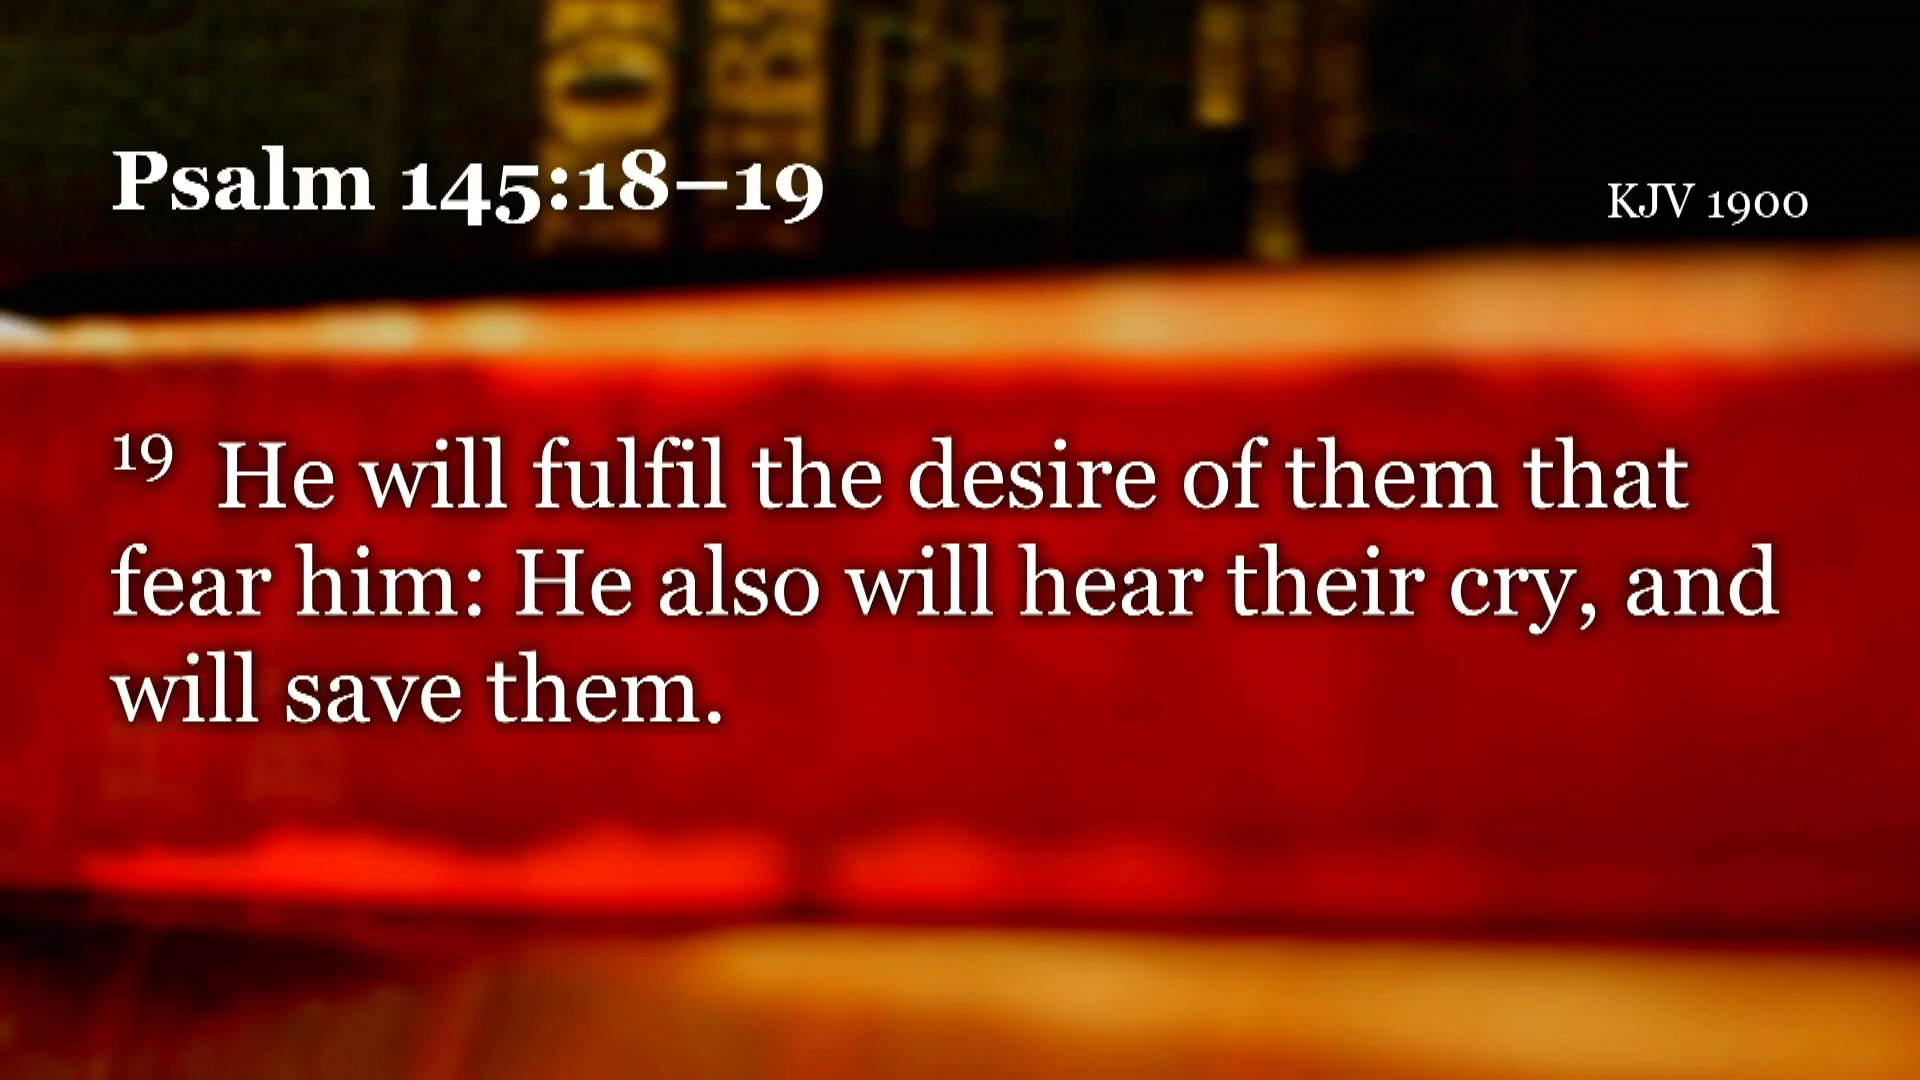 Psalm 145:18–19
KJV 1900
19 He will fulfil the desire of them that
fear him: He also will hear their cry, and
will save them.